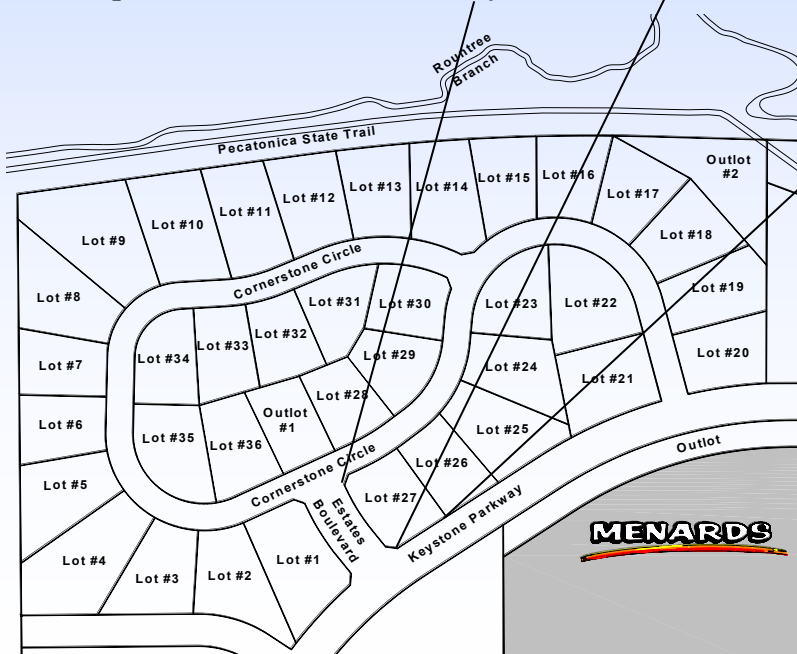 Rountree
Branch
Pecatonica State Trail
Outlot
#2
Lot #16
Lot #15
Lot #14
Lot #13
Lot #12
Lot #11
Lot #10
Lot #9
Lot #17
Lot #18
Lot #8
Cornerstone Circle
Lot #19
Lot #31
Lot #30
Lot #23
Lot #22
Lot #32
Lot #33
Lot #34
Lot #29
Lot #20
Lot #7
Lot #24
Lot #21
Lot #28
Outlot
#1
Lot #6
Lot #35
Lot #36
Lot #25
Outlot
Lot #26
Cornerstone Circle
Lot #5
Lot #27
Estates
Boulevard
Keystone Parkway
MENARDS
Lot #4
Lot #3
Lot #2
Lot #1